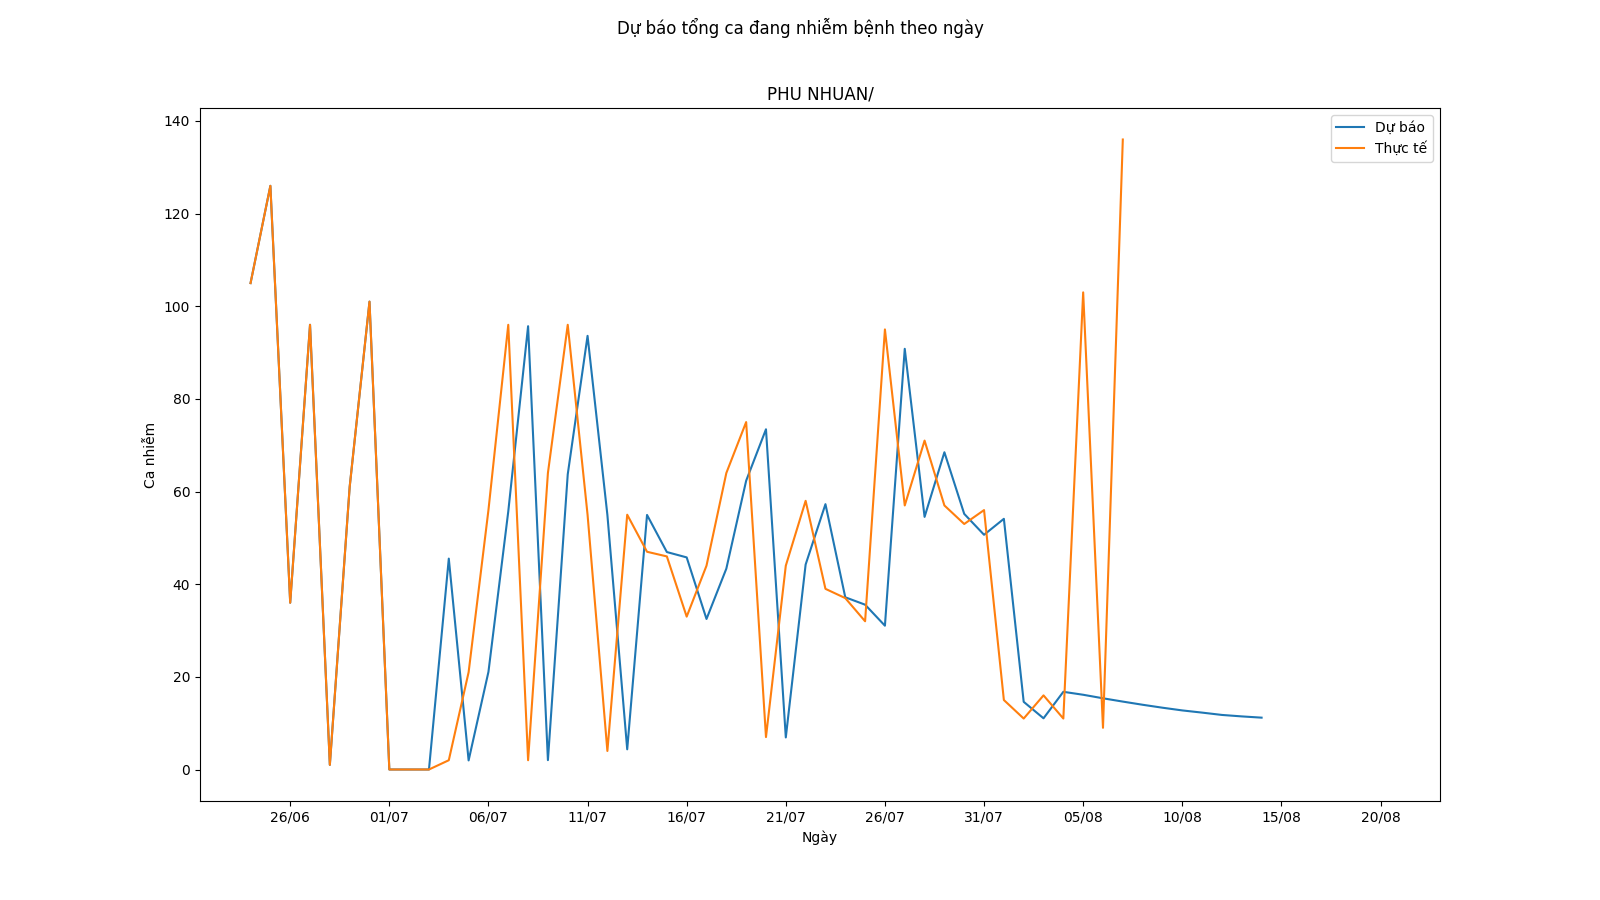 Dự báo tổng ca đang nhiễm bệnh theo ngày
PHU NHUAN/
Dự báo
Thực tế
140
120
100
80
60
40
20
0
Ca nhiễm
26/06 01/07 06/07 11/07 16/07 21/07 26/07 31/07 05/08 10/08 15/08 20/08
Ngày